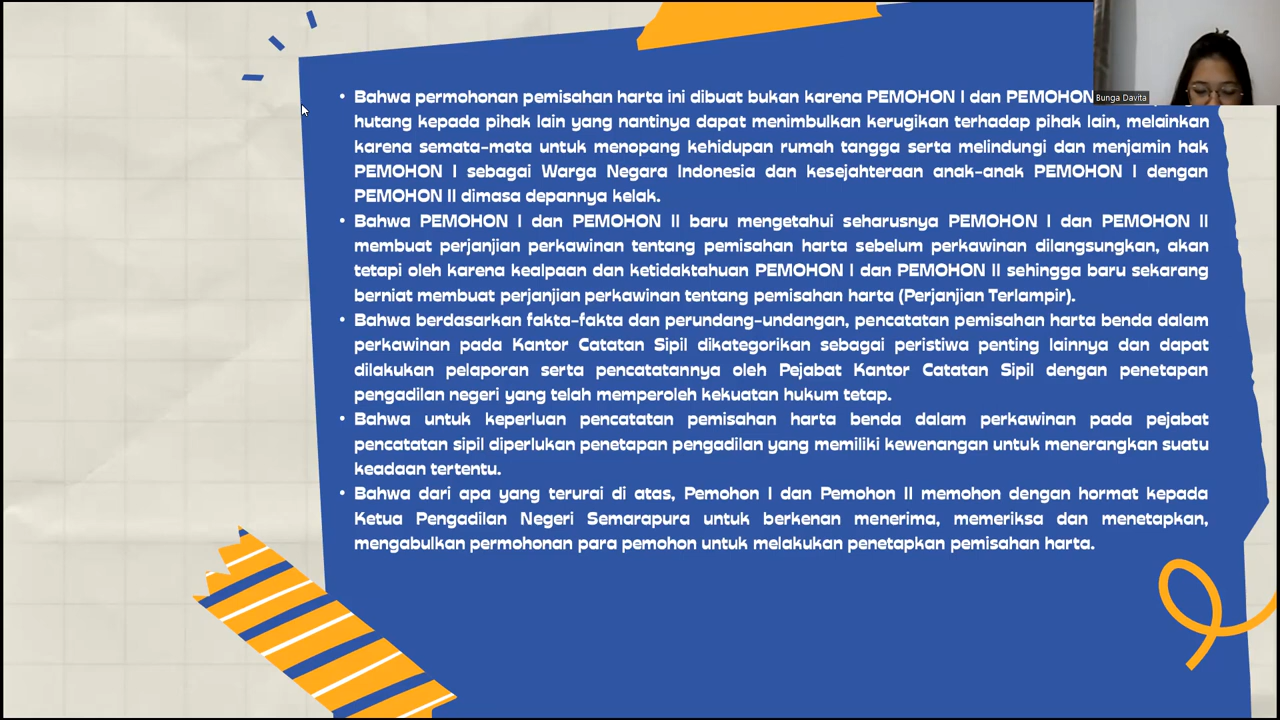 • Bahwa permohonan pemisahan harta ini dibuat bukan karena PEMOHON I dan PEMOHON
hutang kepada pihak lain yang nantinya dapat menimbulkan kerugikan terhadap pihak lain, melainkan
karena semata-mata untuk menopang kehidupan rumah tangga serta melindungi dan menjamin hak
PEMOHON I sebagai Warga Negara Indonesia dan kesejahteraan anak-anak PEMOHON I dengan
PEMOHON II dimasa depannya kelak.
• Bahwa PEMOHON I dan PEMOHON II baru mengetahui seharusnya PEMOHON I dan PEMOHON II
membuat perjanjian perkawinan tentang pemisahan harta sebelum perkawinan dilangsungkan, akan
tetapi oleh karena kealpaan dan ketidaktahuan PEMOHON I dan PEMOHON II sehingga baru sekarang
berniat membuat perjanjian perkawinan tentang pemisahan harta (Perjanjian Terlampir).
• Bahwa berdasarkan fakta-fakta dan perundang-undangan, pencatatan pemisahan harta benda dalam
perkawinan pada Kantor Catatan Sipil dikategorikan sebagai peristiwa penting lainnya dan dapat
dilakukan pelaporan serta pencatatannya oleh Pejabat Kantor Catatan Sipil dengan penetapan
pengadilan negeri yang telah memperoleh kekuatan hukum tetap.
• Bahwa untuk keperluan pencatatan pemisahan harta benda dalam perkawinan pada pejabat
pencatatan sipil diperlukan penetapan pengadilan yang memiliki kewenangan untuk menerangkan suatu
keadaan tertentu.
• Bahwa dari apa yang terurai di atas, Pemohon I dan Pemohon II memohon dengan hormat kepada
Ketua Pengadilan Negeri Semarapura untuk berkenan menerima, memeriksa dan menetapkan,
mengabulkan permohonan para pemohon untuk melakukan penetapkan pemisahan harta.
Bunga Davita